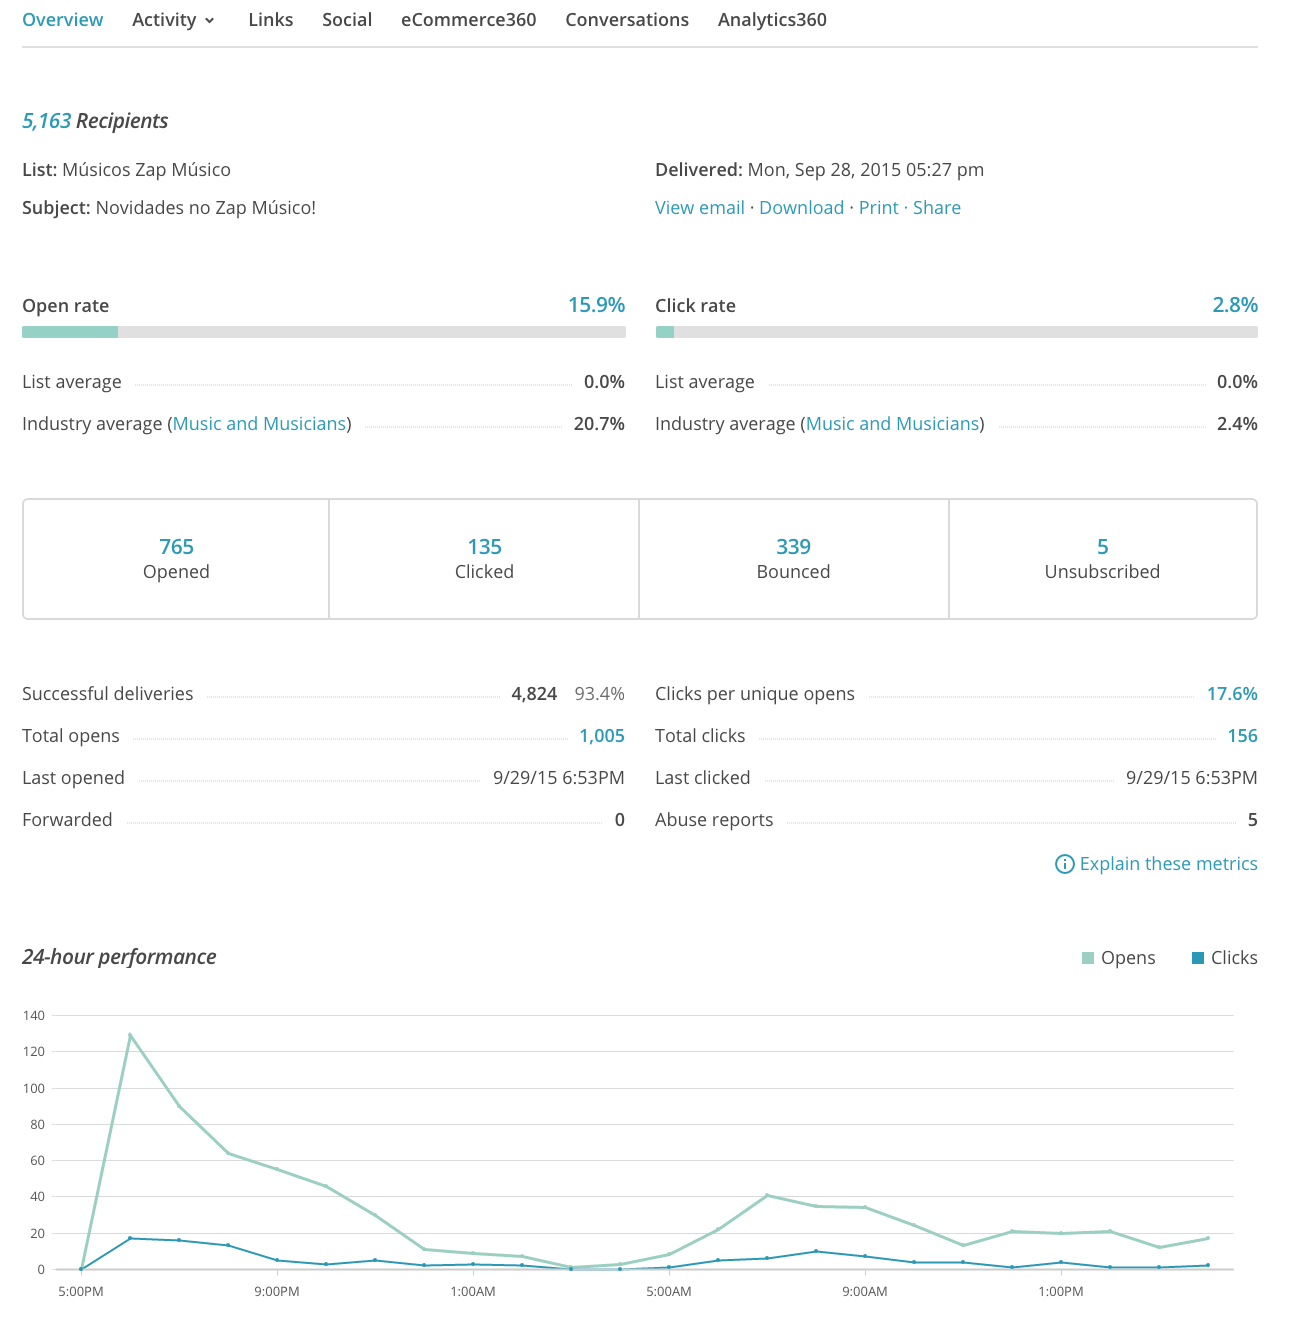 Overview Activity Links Social eCommerce360 Conversations Analytics360
5,163 Recipients
List: Músicos Zap Músico
Delivered: Mon, Sep 28, 2015 05:27 pm
Subject: Novidades no Zap Músico!
View email · Download · Print · Share
Open rate 15.9%
Click rate 2.8%
List average 0.0%
List average 0.0%
Industry average (Music and Musicians) 20.7%
Industry average (Music and Musicians) 2.4%
765
Opened
135
Clicked
339
Bounced
5
Unsubscribed
Successful deliveries 4,824 93.4%
Clicks per unique opens 17.6%
Total opens 1,005
Total clicks 156
Last opened 9/29/15 6:53PM
Last clicked 9/29/15 6:53PM
Forwarded 0
Abuse reports 5
Explain these metrics
24-hour performance
Opens Clicks
140
120
100
80
60
40
20
0
5:00PM 9:00PM 1:00AM 5:00AM 9:00AM 1:00PM